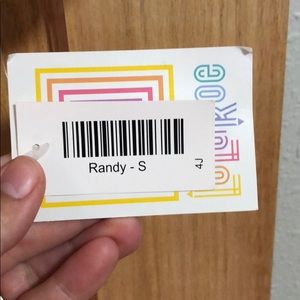 Randy - S
4J
LuLaRoe